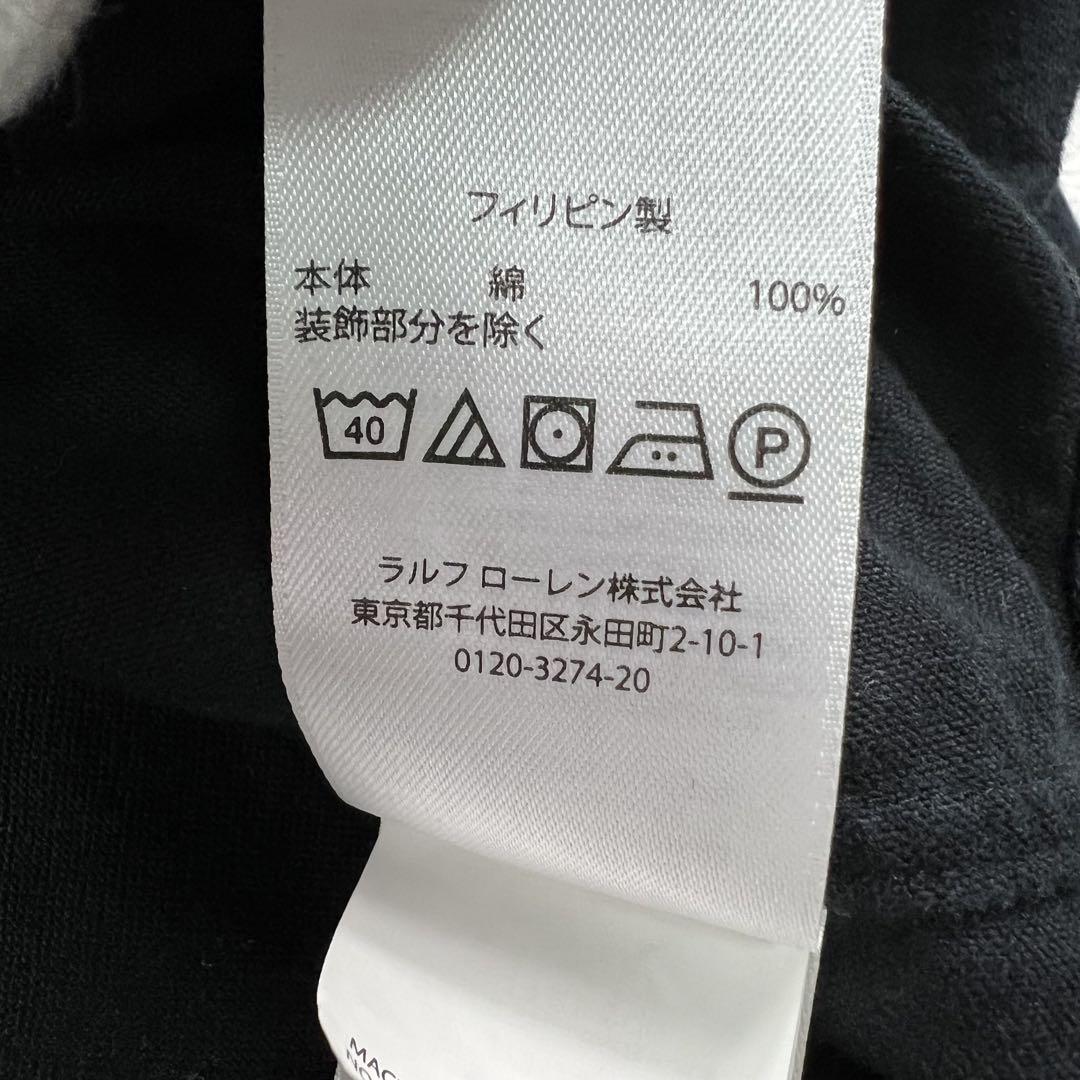 フィリピン製
本体 綿 100%
装飾部分を除く
40
P
ラルフ ローレン株式会社
東京都千代田区永田町2-10-1
0120-3274-20